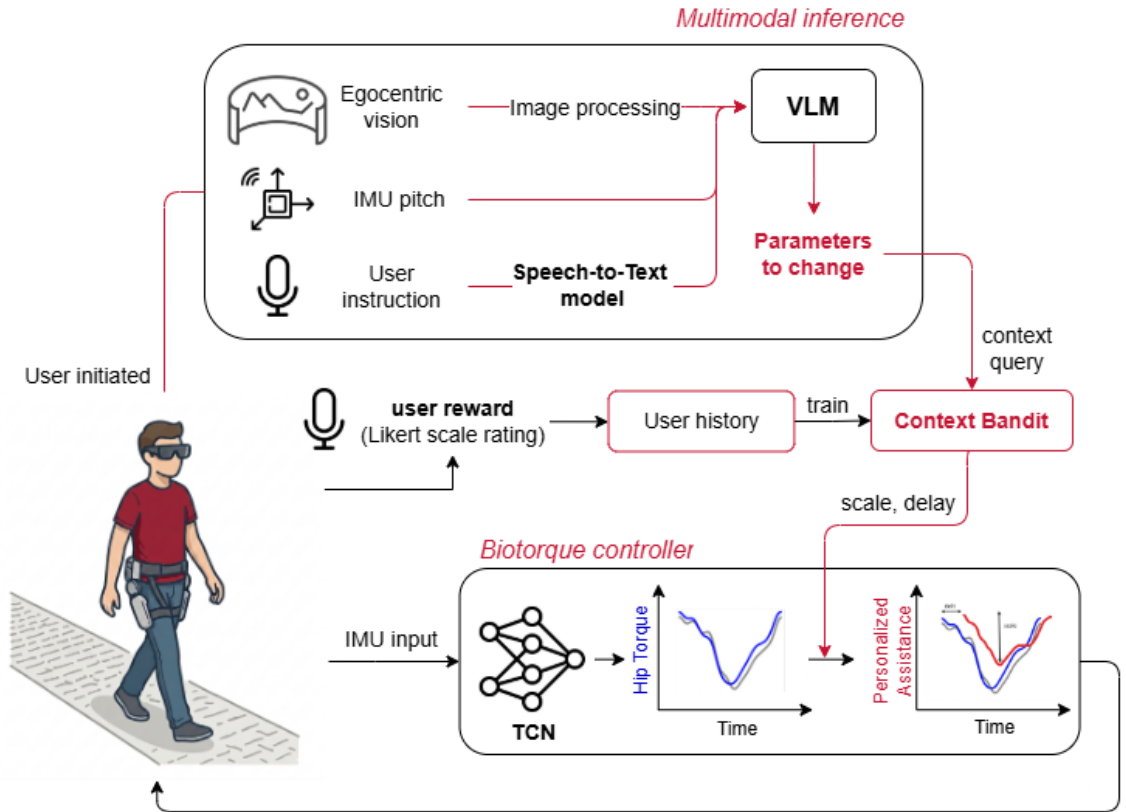 Multimodal inference
Egocentric
vision
Image processing
VLM
IMU pitch
Parameters
to change
User
instruction
Speech-to-Text
model
context
query
User initiated
user reward
(Likert scale rating)
User history
train
Context Bandit
scale, delay
Biotorque controller
IMU input
TCN
Hip Torque
Time
Personalized
Assistance
Time